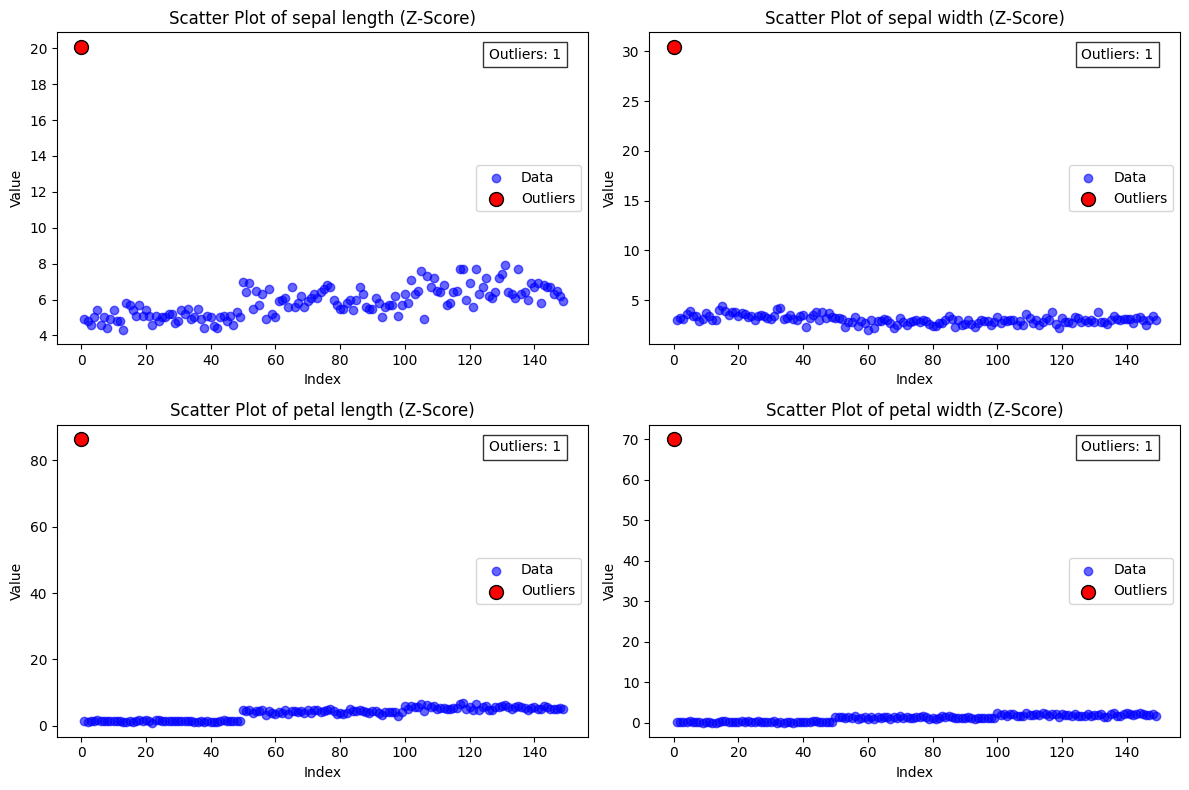 Scatter Plot of sepal length (Z-Score)
Outliers: 1
20
18
16
14
12
10
8
6
4
Value
Data
Outliers
0 20 40 60 80 100 120 140
Index
Scatter Plot of sepal width (Z-Score)
Outliers: 1
30
25
20
15
10
5
Value
Data
Outliers
0 20 40 60 80 100 120 140
Index
Scatter Plot of petal length (Z-Score)
Outliers: 1
80
60
40
20
0
Value
Data
Outliers
0 20 40 60 80 100 120 140
Index
Scatter Plot of petal width (Z-Score)
Outliers: 1
70
60
50
40
30
20
10
0
Value
Data
Outliers
0 20 40 60 80 100 120 140
Index